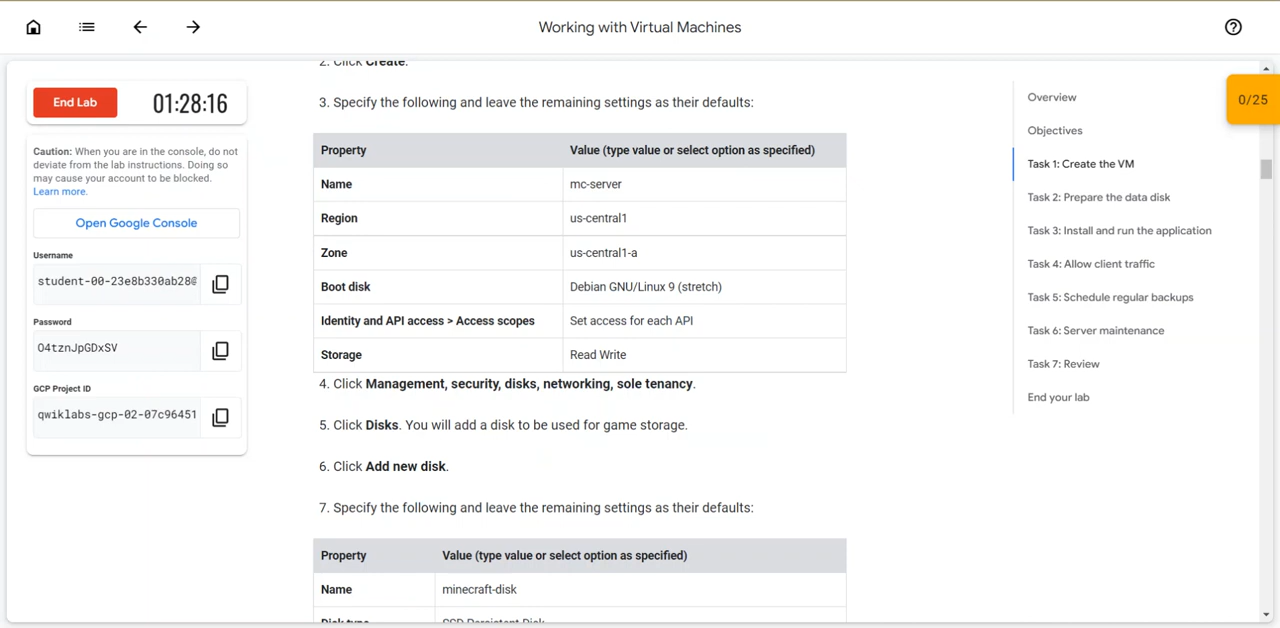 Working with Virtual Machines
End Lab
01:28:16
Caution: When you are in the console, do not
deviate from the lab instructions. Doing so
may cause your account to be blocked.
Learn more.
Open Google Console
Username
student-00-23e8b330ab28@
Password
O4tznJpGDxSV
GCP Project ID
qwiklabs-gcp-02-07c96451
2. Click Create.
3. Specify the following and leave the remaining settings as their defaults:
Property Value (type value or select option as specified)
Name mc-server
Region us-central1
Zone us-central1-a
Boot disk Debian GNU/Linux 9 (stretch)
Identity and API access > Access scopes Set access for each API
Storage Read Write
4. Click Management, security, disks, networking, sole tenancy.
5. Click Disks. You will add a disk to be used for game storage.
6. Click Add new disk.
7. Specify the following and leave the remaining settings as their defaults:
Property Value (type value or select option as specified)
Name minecraft-disk
Disk type SSD Persistent Disk
Overview
Objectives
Task 1: Create the VM
Task 2: Prepare the data disk
Task 3: Install and run the application
Task 4: Allow client traffic
Task 5: Schedule regular backups
Task 6: Server maintenance
Task 7: Review
End your lab
0/25